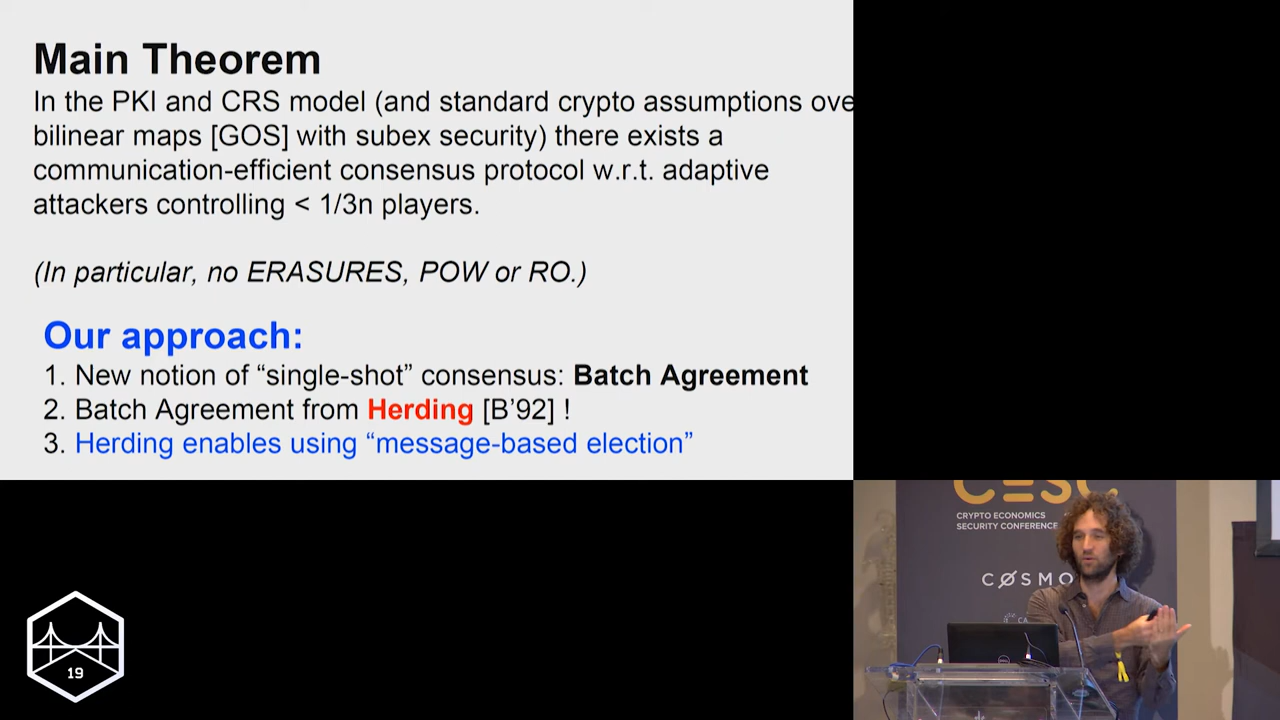 Main Theorem
In the PKI and CRS model (and standard crypto assumptions ove
bilinear maps [GOS] with subex security) there exists a
communication-efficient consensus protocol w.r.t. adaptive
attackers controlling < 1/3n players.
(In particular, no ERASURES, POW or RO.)
Our approach:
1. New notion of “single-shot” consensus: Batch Agreement
2. Batch Agreement from Herding [B’92] !
3. Herding enables using “message-based election”
CESC
CRYPTO ECONOMICS
SECURITY CONFERENCE
CØSMO
CA
19